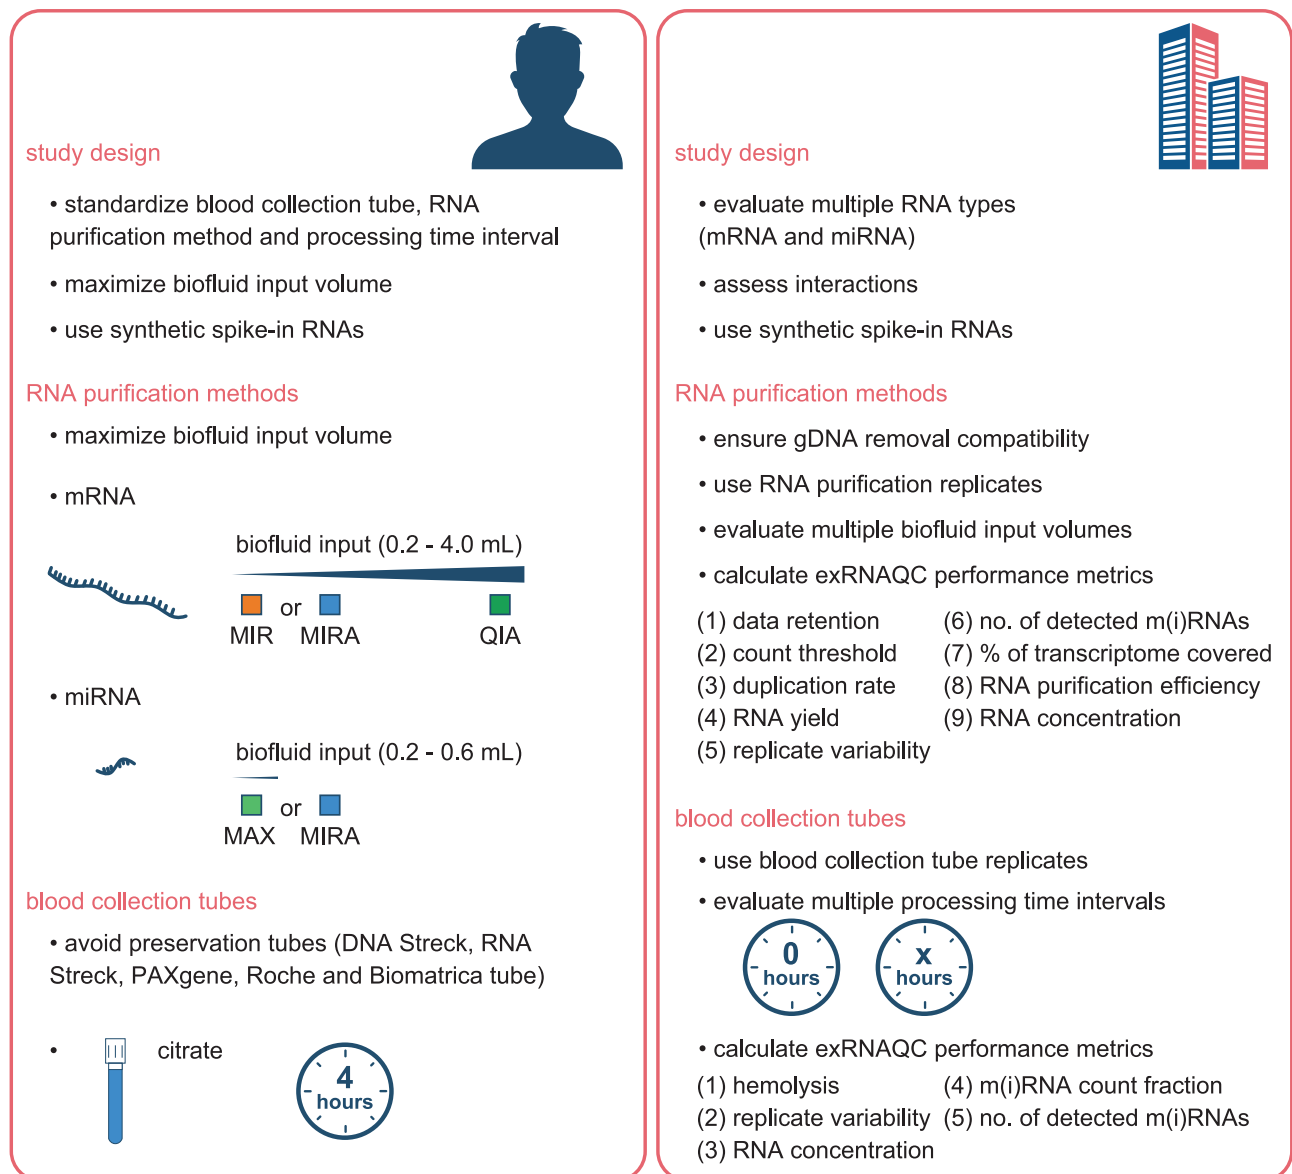 study design
• standardize blood collection tube, RNA
purification method and processing time interval
• maximize biofluid input volume
• use synthetic spike-in RNAs
RNA purification methods
• maximize biofluid input volume
• mRNA
biofluid input (0.2 - 4.0 mL)
or
MIR MIRA QIA
• miRNA
biofluid input (0.2 - 0.6 mL)
or
MAX MIRA
blood collection tubes
• avoid preservation tubes (DNA Streck, RNA
Streck, PAXgene, Roche and Biomatrica tube)
• citrate
4
hours
study design
• evaluate multiple RNA types
(mRNA and miRNA)
• assess interactions
• use synthetic spike-in RNAs
RNA purification methods
• ensure gDNA removal compatibility
• use RNA purification replicates
• evaluate multiple biofluid input volumes
• calculate exRNAQC performance metrics
(1) data retention (6) no. of detected m(i)RNAs
(2) count threshold (7) % of transcriptome covered
(3) duplication rate (8) RNA purification efficiency
(4) RNA yield (9) RNA concentration
(5) replicate variability
blood collection tubes
• use blood collection tube replicates
• evaluate multiple processing time intervals
0 x
hours hours
• calculate exRNAQC performance metrics
(1) hemolysis (4) m(i)RNA count fraction
(2) replicate variability (5) no. of detected m(i)RNAs
(3) RNA concentration